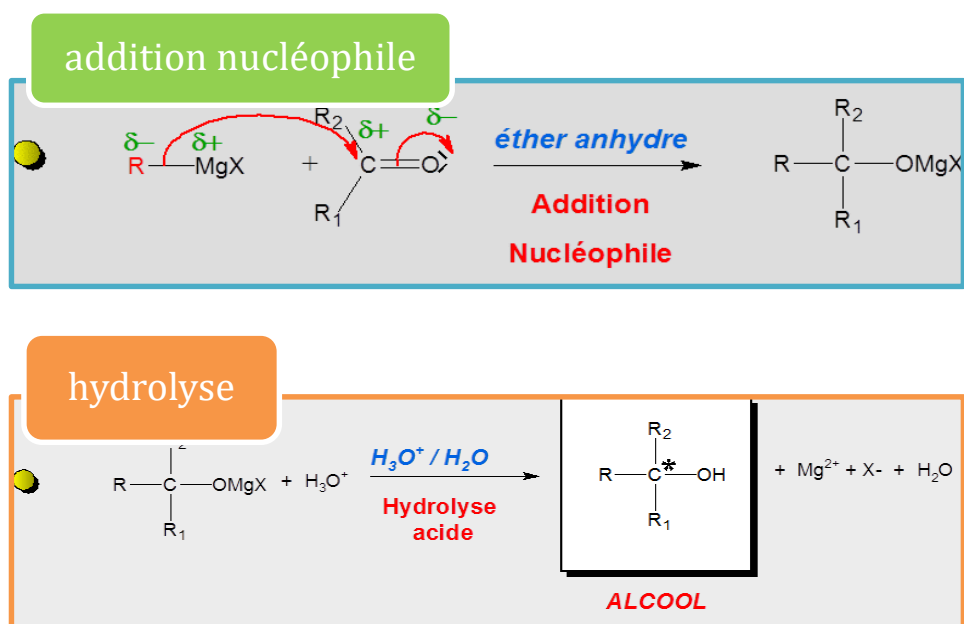 addition nucléophile
δ− δ+ R2 δ+ δ−
R—MgX + C=O éther anhydre R—C—OMgX
R1 Addition R2
Nucléophile R1
hydrolyse
2 H3O+ / H2O R2
R—C—OMgX + H3O+ R—C*—OH + Mg2+ + X- + H2O
R1 Hydrolyse R1
acide
ALCOOL